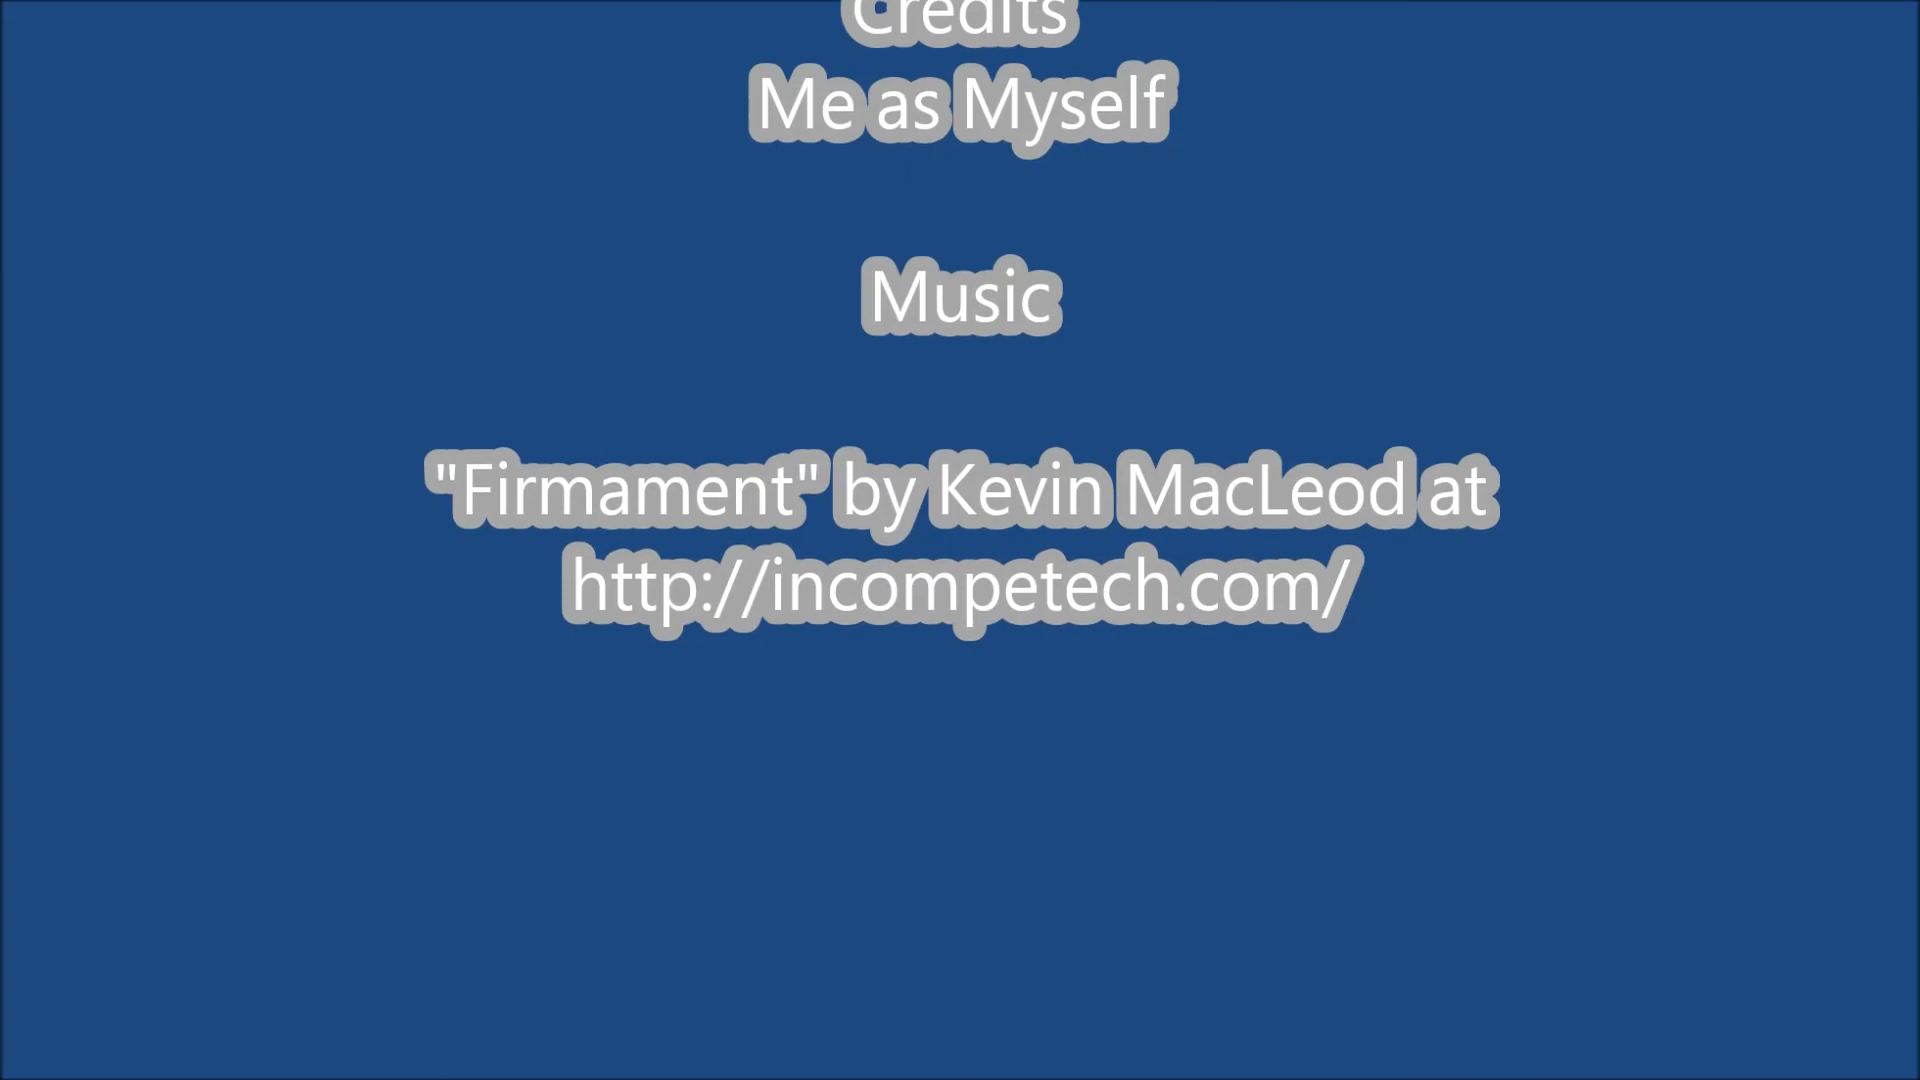 Credits
Me as Myself
Music
"Firmament" by Kevin MacLeod at
http://incompetech.com/